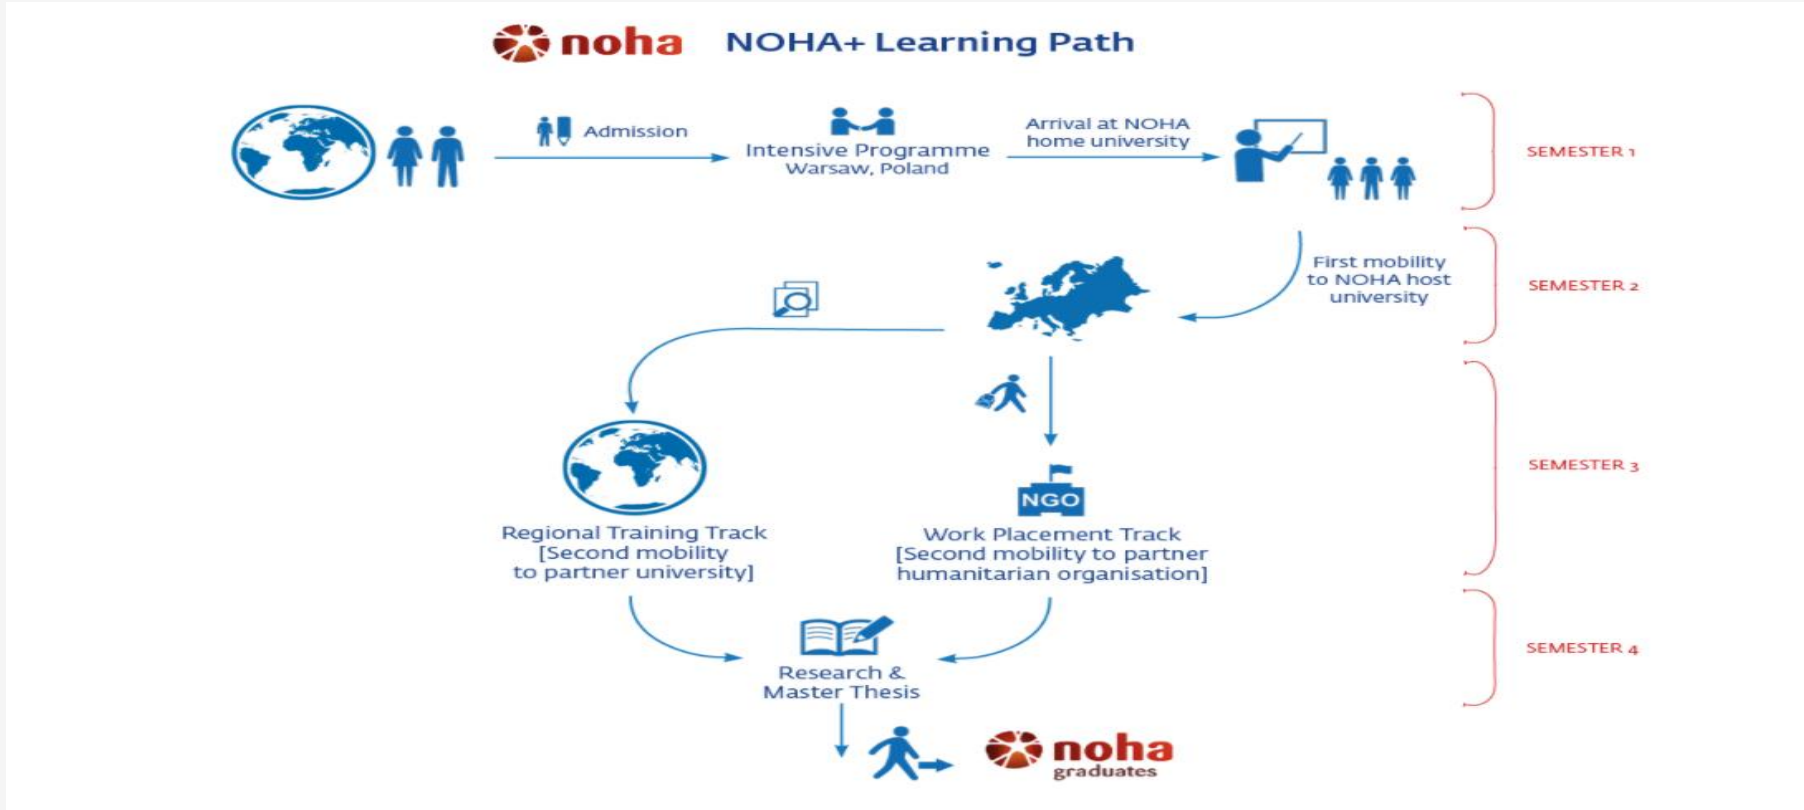 noha NOHA+ Learning Path
Admission
Intensive Programme
Warsaw, Poland
Arrival at NOHA
home university
SEMESTER 1
First mobility
to NOHA host
university
SEMESTER 2
NGO
SEMESTER 3
Regional Training Track
[Second mobility
to partner university]
Work Placement Track
[Second mobility to partner
humanitarian organisation]
Research &
Master Thesis
SEMESTER 4
noha
graduates